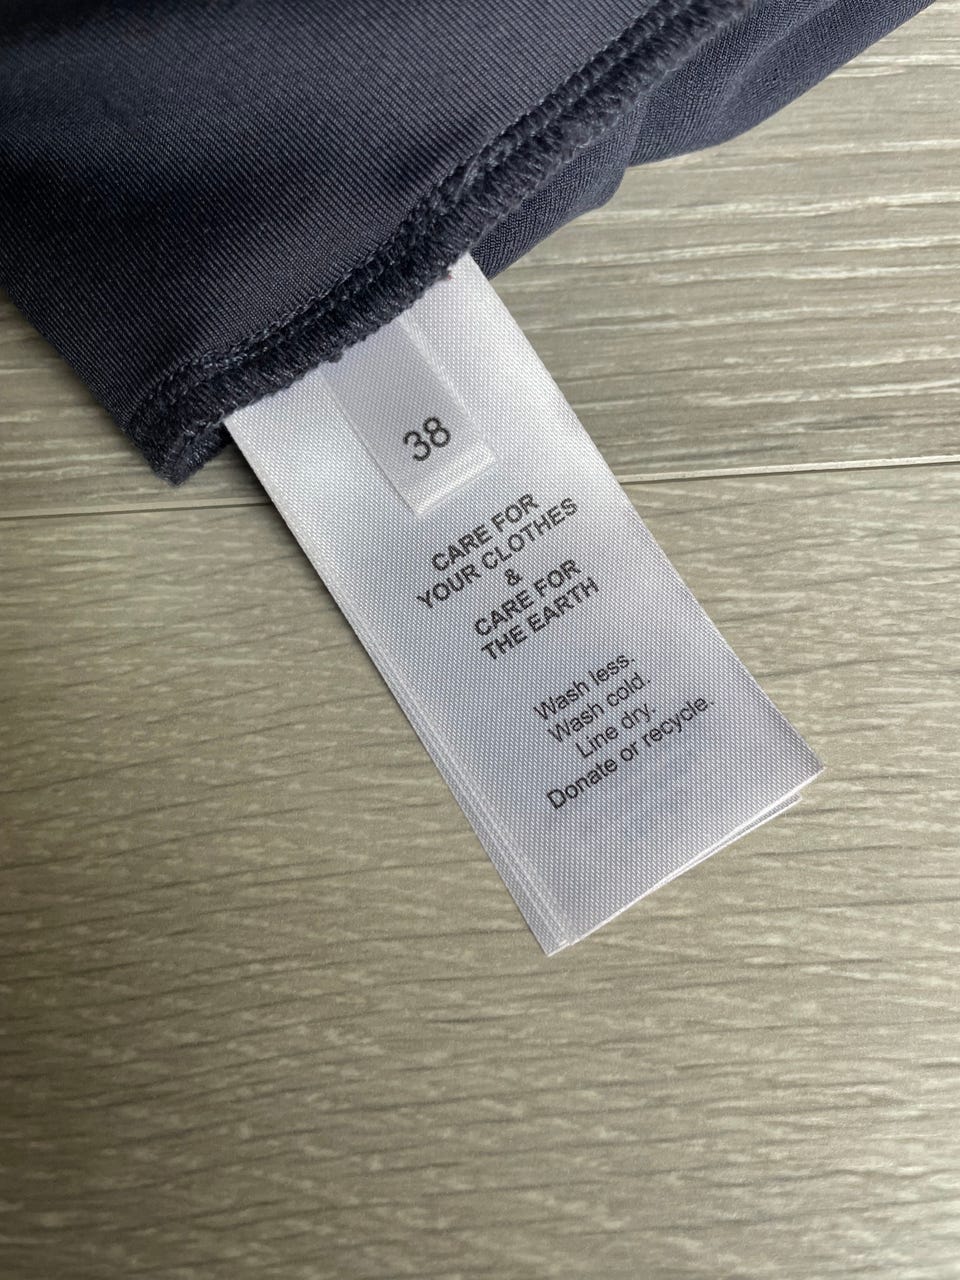 38
CARE FOR
YOUR CLOTHES
&
CARE FOR
THE EARTH
Wash less.
Wash cold.
Line dry.
Donate or recycle.